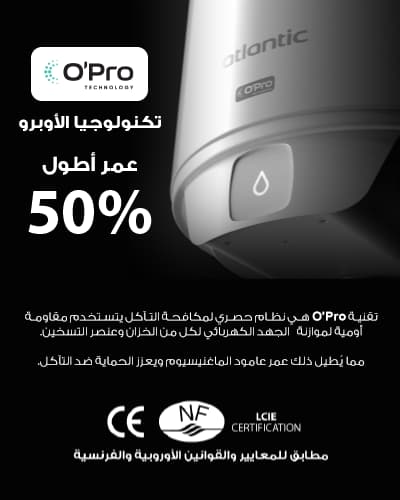 atlantic
O'Pro
O'Pro
TECHNOLOGY
تكنولوجيا الأوبرو
عمر أطول
50%
تقنية O'Pro هي نظام حصري لمكافحة التآكل يتستخدم مقاومة
أومية لموازنة الجهد الكهربائي لكل من الخزان وعنصر التسخين.
مما يُطيل ذلك عمر عامود الماغنيسيوم ويعزز الحماية ضد التآكل.
CE
NF
LCIE
CERTIFICATION
مطابق للمعايير والقوانين الأوروبية والفرنسية